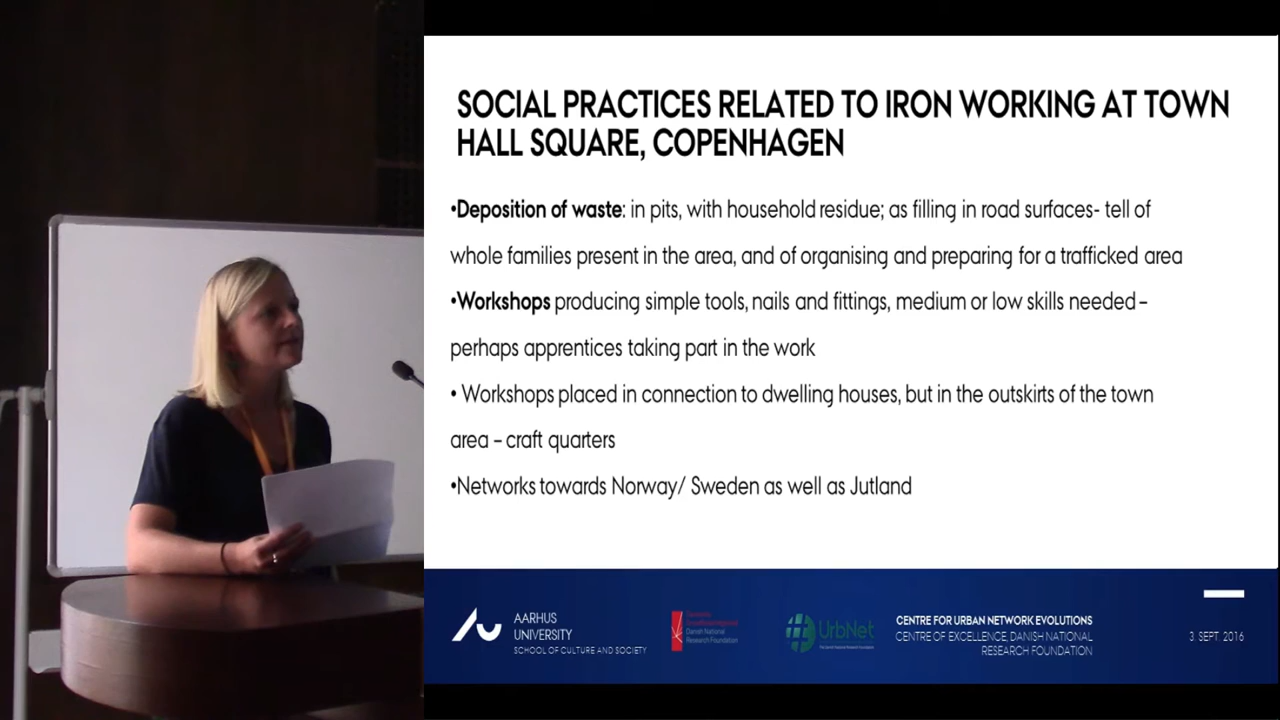 SOCIAL PRACTICES RELATED TO IRON WORKING AT TOWN
HALL SQUARE, COPENHAGEN
•Deposition of waste: in pits, with household residue; as filling in road surfaces- tell of
whole families present in the area, and of organising and preparing for a trafficked area
•Workshops producing simple tools, nails and fittings, medium or low skills needed –
perhaps apprentices taking part in the work
• Workshops placed in connection to dwelling houses, but in the outskirts of the town
area – craft quarters
•Networks towards Norway/ Sweden as well as Jutland
AARHUS
UNIVERSITY
SCHOOL OF CULTURE AND SOCIETY
Danish National
Research Foundation
UrbNet
CENTRE FOR URBAN NETWORK EVOLUTIONS
CENTRE OF EXCELLENCE, DANISH NATIONAL
RESEARCH FOUNDATION
3. SEPT. 2016